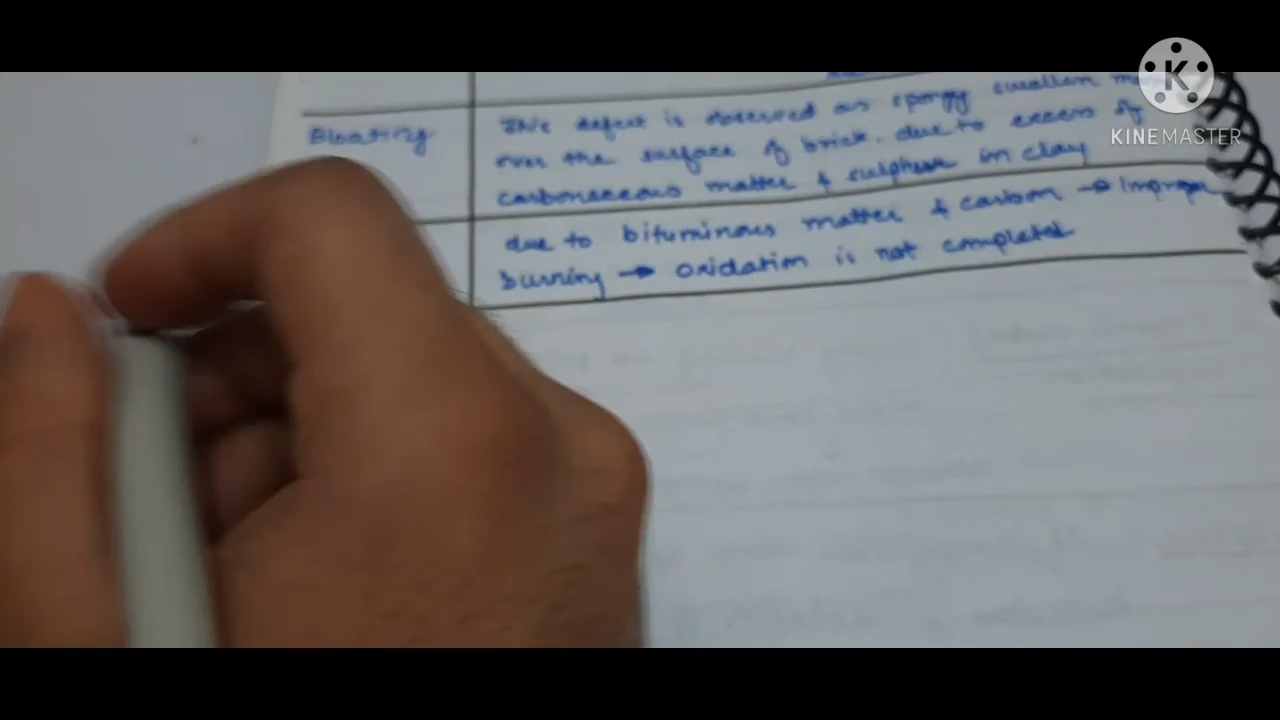 K
KINEMASTER
Bloating
This defect is observed as spongy swollen
over the surface of brick. due to excess of
carbonaceous matter & sulphur in clay
due to bituminous matter & carbon →
burning → oxidation is not completed